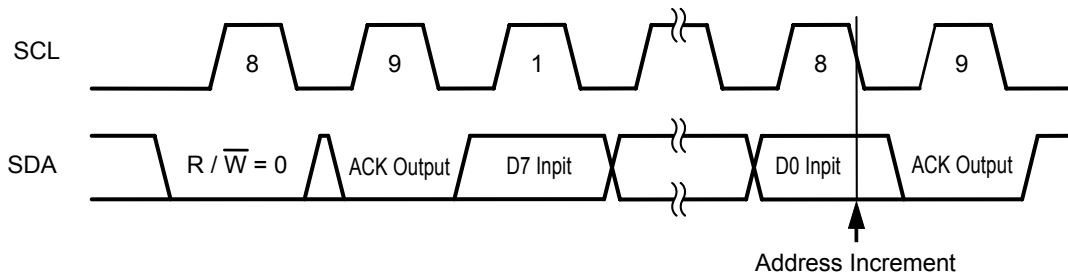 SCL
8 9 1 8 9
SDA
R / W̅ = 0 ACK Output D7 Inpit D0 Inpit ACK Output
Address Increment